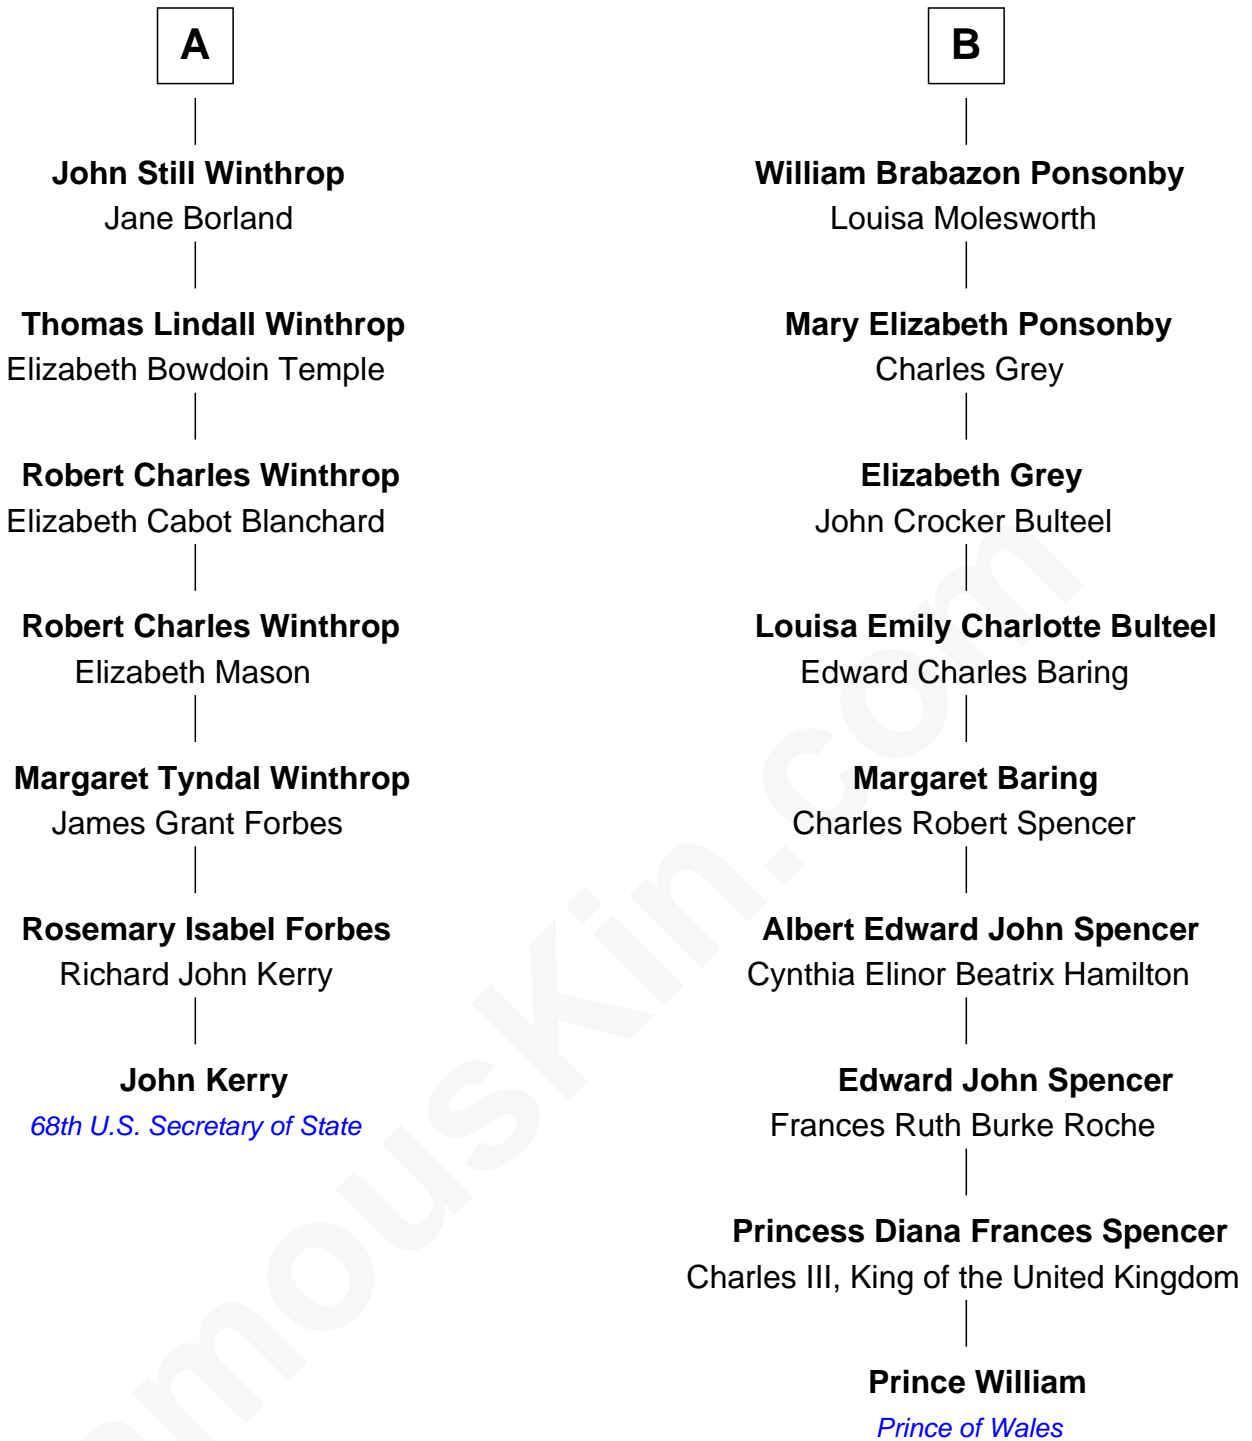 A
John Still Winthrop
Jane Borland
Thomas Lindall Winthrop
Elizabeth Bowdoin Temple
Robert Charles Winthrop
Elizabeth Cabot Blanchard
Robert Charles Winthrop
Elizabeth Mason
Margaret Tyndal Winthrop
James Grant Forbes
Rosemary Isabel Forbes
Richard John Kerry
John Kerry
68th U.S. Secretary of State
B
William Brabazon Ponsonby
Louisa Molesworth
Mary Elizabeth Ponsonby
Charles Grey
Elizabeth Grey
John Crocker Bulteel
Louisa Emily Charlotte Bulteel
Edward Charles Baring
Margaret Baring
Charles Robert Spencer
Albert Edward John Spencer
Cynthia Elinor Beatrix Hamilton
Edward John Spencer
Frances Ruth Burke Roche
Princess Diana Frances Spencer
Charles III, King of the United Kingdom
Prince William
Prince of Wales
amousKin.com